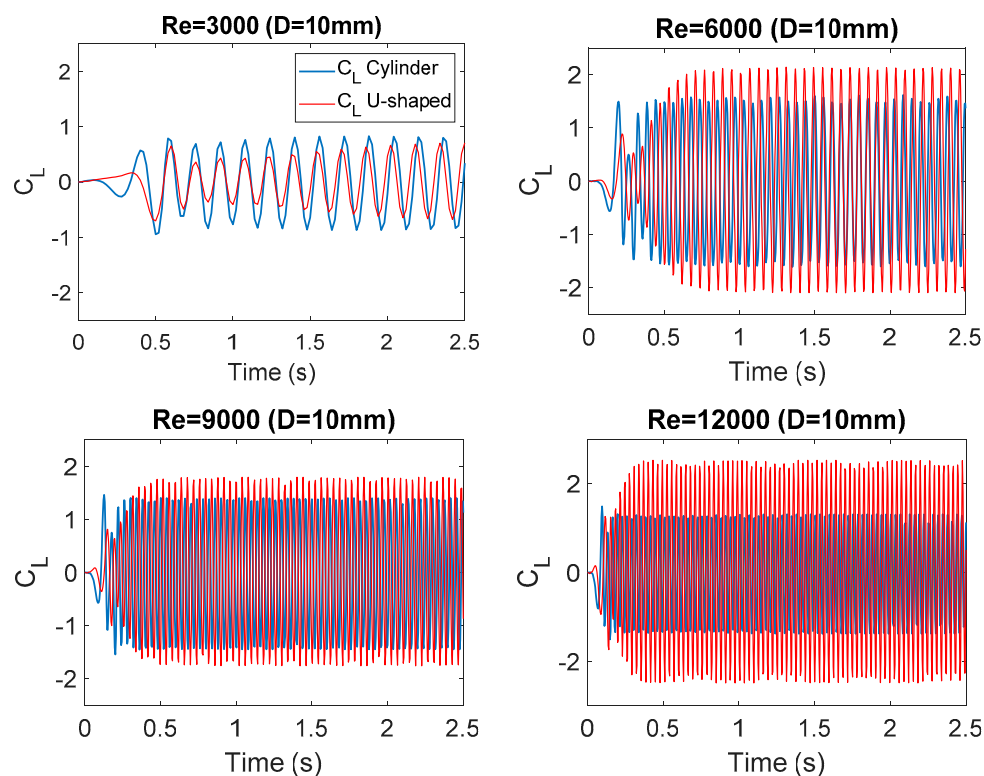 Re=3000 (D=10mm)
C_L Cylinder
C_L U-shaped
2
1
0
-1
-2
C_L
0 0.5 1 1.5 2 2.5
Time (s)
Re=6000 (D=10mm)
2
1
0
-1
-2
C_L
0 0.5 1 1.5 2 2.5
Time (s)
Re=9000 (D=10mm)
2
1
0
-1
-2
C_L
0 0.5 1 1.5 2 2.5
Time (s)
Re=12000 (D=10mm)
2
0
-2
C_L
0 0.5 1 1.5 2 2.5
Time (s)